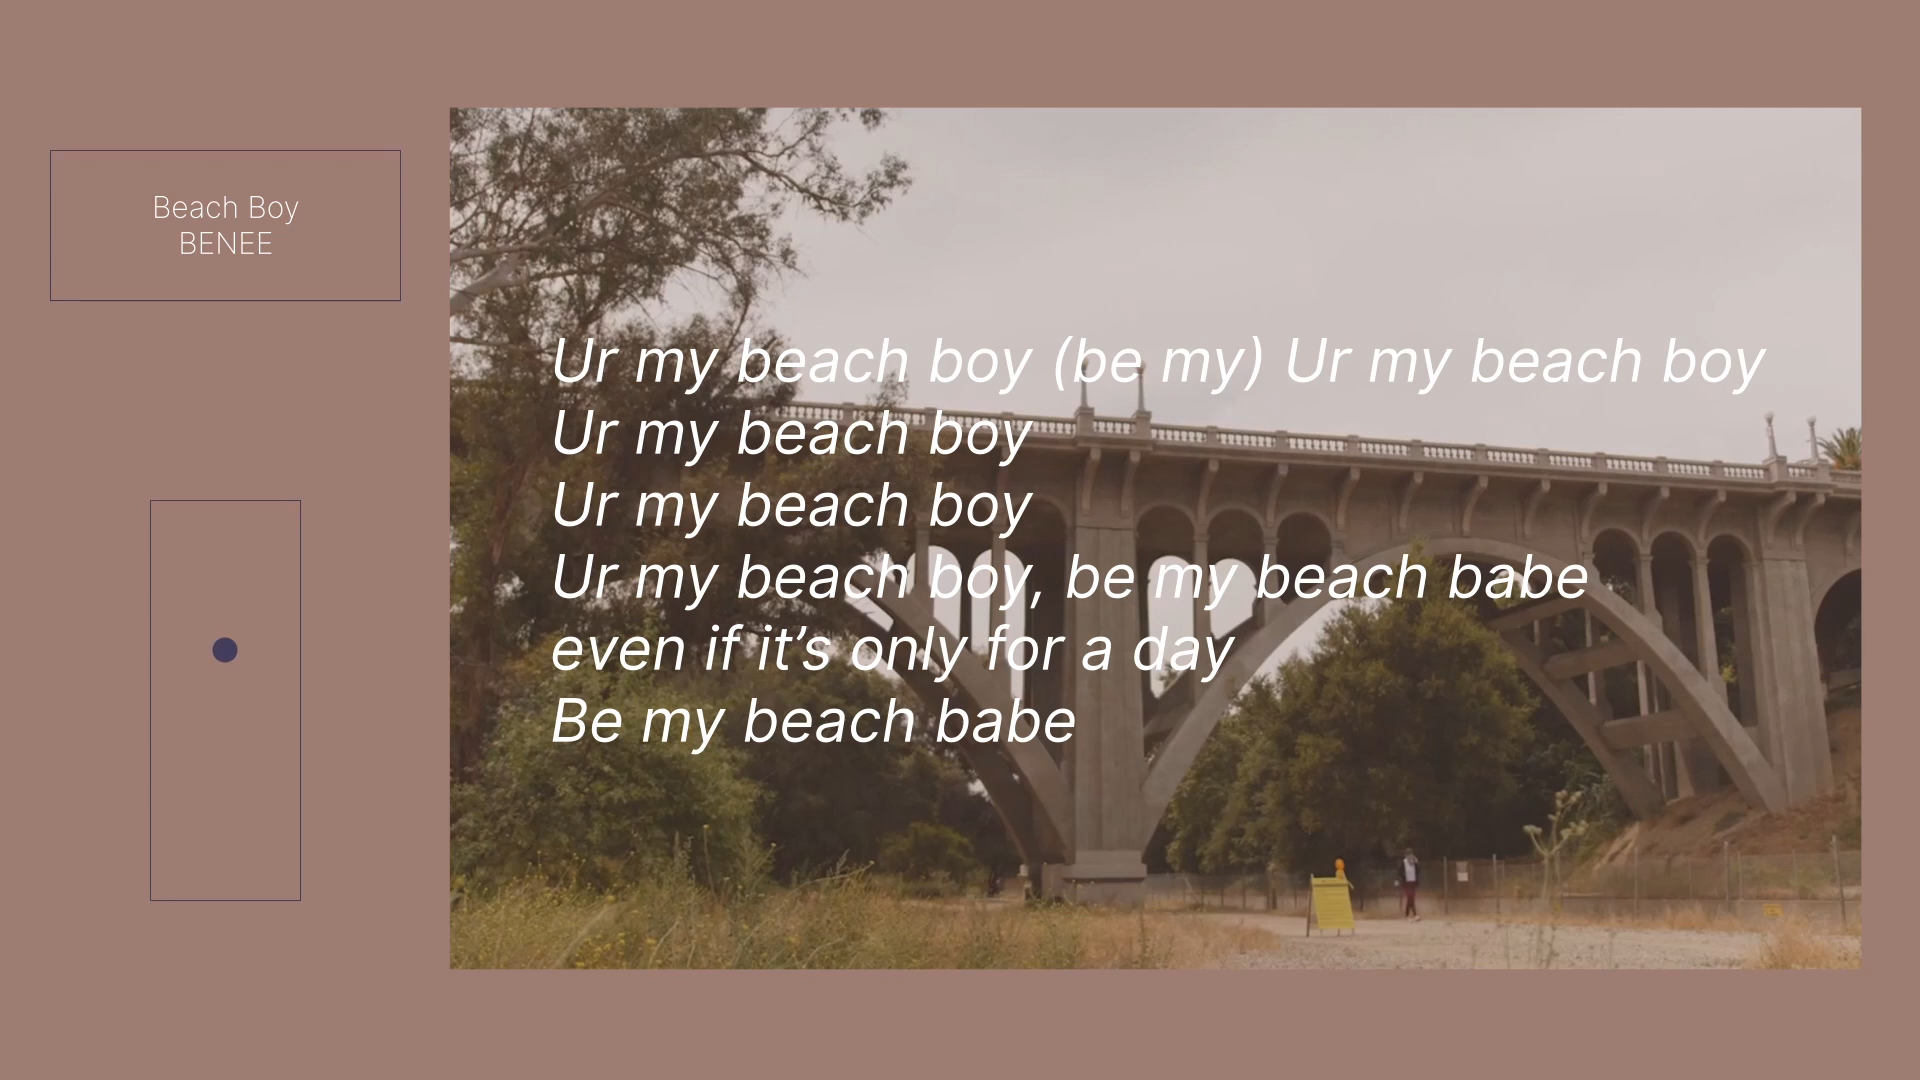 Beach Boy
BENEE
Ur my beach boy (be my) Ur my beach boy
Ur my beach boy
Ur my beach boy
Ur my beach boy, be my beach babe
even if it’s only for a day
Be my beach babe